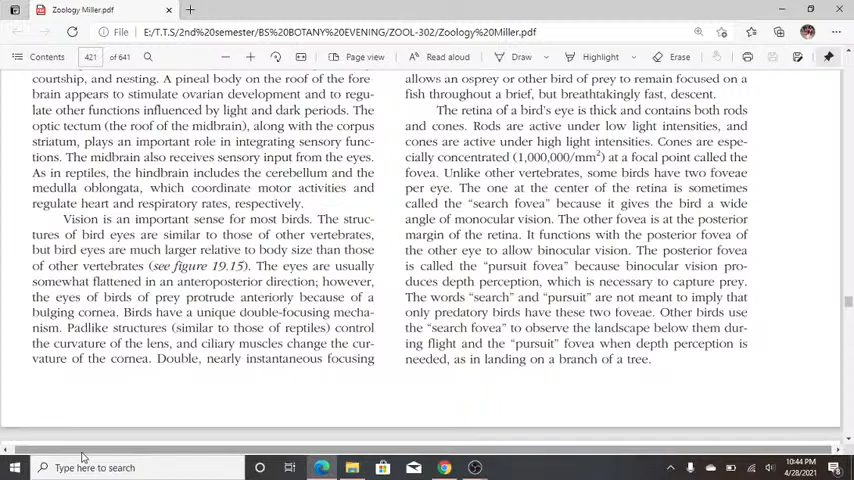 Zoology Miller.pdf
File
E:/T.T.S/2nd%20semester/BS%20BOTANY%20EVENING/ZOOL-302/Zoology%20Miller.pdf
Contents
421
of 641
Page view
Read aloud
Draw
Highlight
Erase
courtship, and nesting. A pineal body on the roof of the fore-
brain appears to stimulate ovarian development and to regu-
late other functions influenced by light and dark periods. The
optic tectum (the roof of the midbrain), along with the corpus
striatum, plays an important role in integrating sensory func-
tions. The midbrain also receives sensory input from the eyes.
As in reptiles, the hindbrain includes the cerebellum and the
medulla oblongata, which coordinate motor activities and
regulate heart and respiratory rates, respectively.
Vision is an important sense for most birds. The struc-
tures of bird eyes are similar to those of other vertebrates,
but bird eyes are much larger relative to body size than those
of other vertebrates (see figure 19.15). The eyes are usually
somewhat flattened in an anteroposterior direction; however,
the eyes of birds of prey protrude anteriorly because of a
bulging cornea. Birds have a unique double-focusing mecha-
nism. Padlike structures (similar to those of reptiles) control
the curvature of the lens, and ciliary muscles change the cur-
vature of the cornea. Double, nearly instantaneous focusing
allows an osprey or other bird of prey to remain focused on a
fish throughout a brief, but breathtakingly fast, descent.
The retina of a bird's eye is thick and contains both rods
and cones. Rods are active under low light intensities, and
cones are active under high light intensities. Cones are espe-
cially concentrated (1,000,000/mm²) at a focal point called the
fovea. Unlike other vertebrates, some birds have two foveae
per eye. The one at the center of the retina is sometimes
called the "search fovea" because it gives the bird a wide
angle of monocular vision. The other fovea is at the posterior
margin of the retina. It functions with the posterior fovea of
the other eye to allow binocular vision. The posterior fovea
is called the "pursuit fovea" because binocular vision pro-
duces depth perception, which is necessary to capture prey.
The words "search" and "pursuit" are not meant to imply that
only predatory birds have these two foveae. Other birds use
the "search fovea" to observe the landscape below them dur-
ing flight and the "pursuit" fovea when depth perception is
needed, as in landing on a branch of a tree.
Type here to search
10:44 PM
4/28/2021